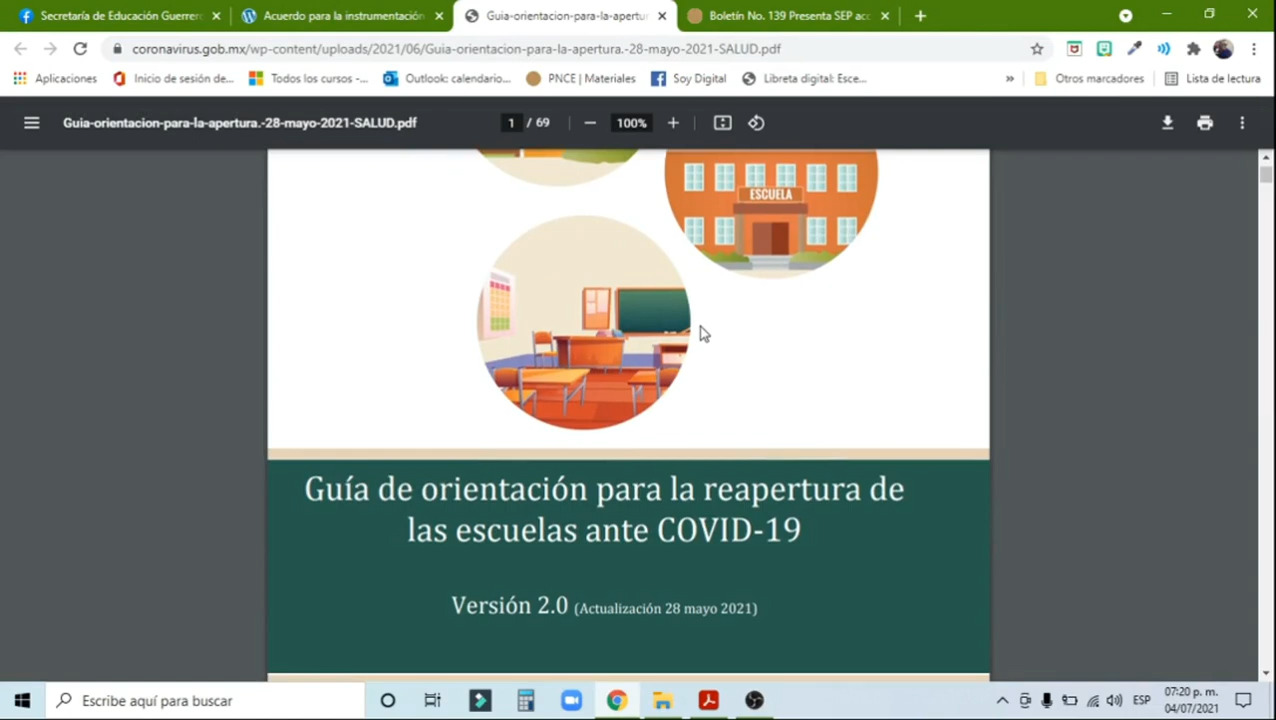 Secretaría de Educación Guerrero
Acuerdo para la instrumentación
Guia-orientacion-para-la-apertur
Boletín No. 139 Presenta SEP acc
coronavirus.gob.mx/wp-content/uploads/2021/06/Guia-orientacion-para-la-apertura.-28-mayo-2021-SALUD.pdf
Aplicaciones
Inicio de sesión de...
Todos los cursos -...
Outlook: calendario...
PNCE | Materiales
Soy Digital
Libreta digital: Esce...
»
Otros marcadores
Lista de lectura
Guia-orientacion-para-la-apertura.-28-mayo-2021-SALUD.pdf
1 / 69
100%
ESCUELA
Guía de orientación para la reapertura de
las escuelas ante COVID-19
Versión 2.0 (Actualización 28 mayo 2021)
Escribe aquí para buscar
ESP
07:20 p. m.
04/07/2021